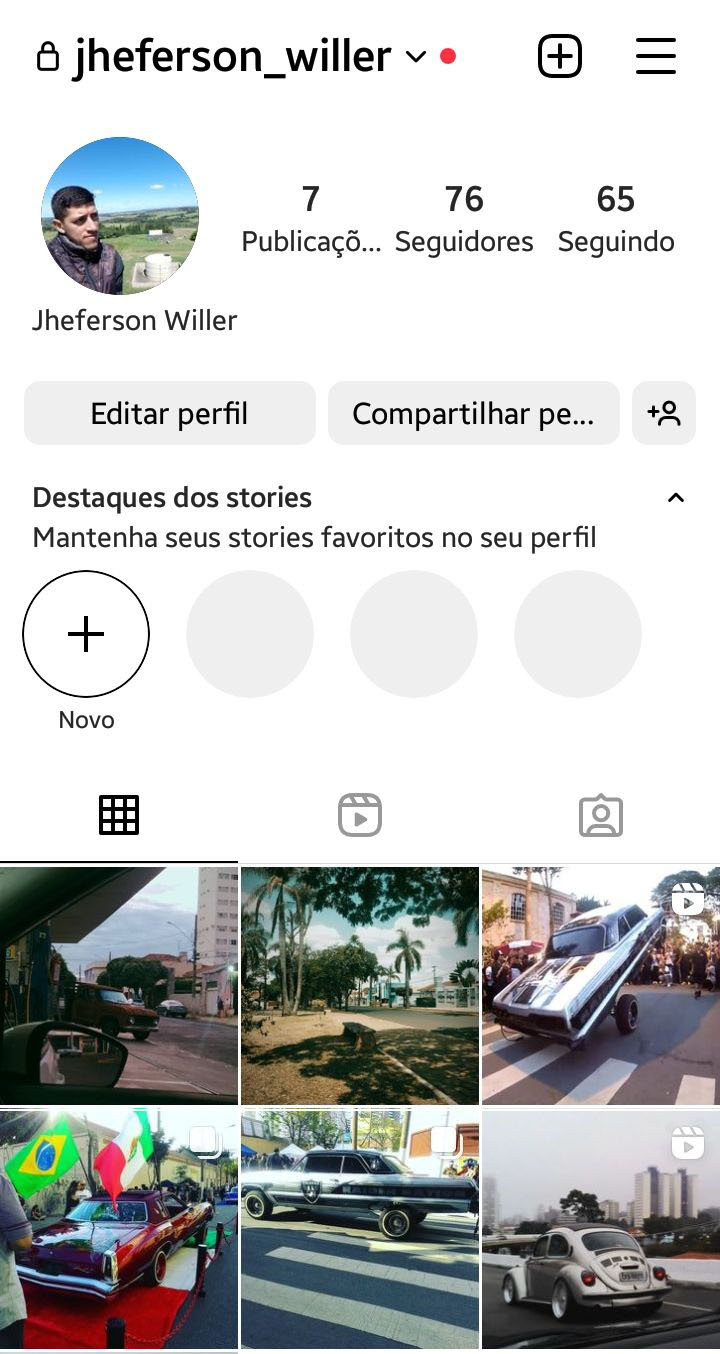 jheferson_willer
7 76 65
Publicaçõ... Seguidores Seguindo
Jheferson Willer
Editar perfil Compartilhar pe...
Destaques dos stories
Mantenha seus stories favoritos no seu perfil
Novo